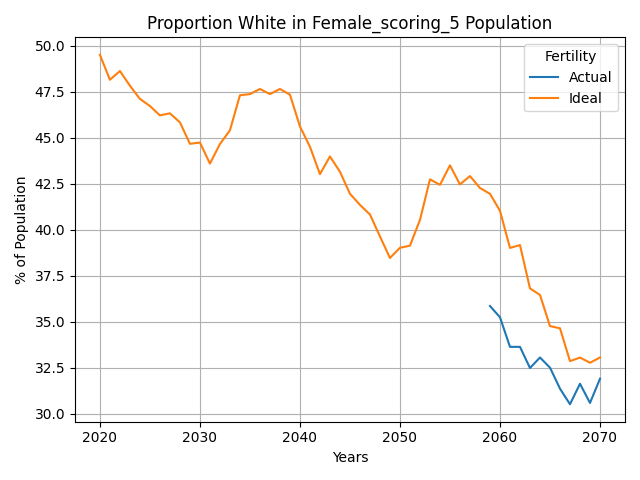 Proportion White in Female_scoring_5 Population
Fertility
Actual
Ideal
% of Population
50.0
47.5
45.0
42.5
40.0
37.5
35.0
32.5
30.0
2020
2030
2040
2050
2060
2070
Years